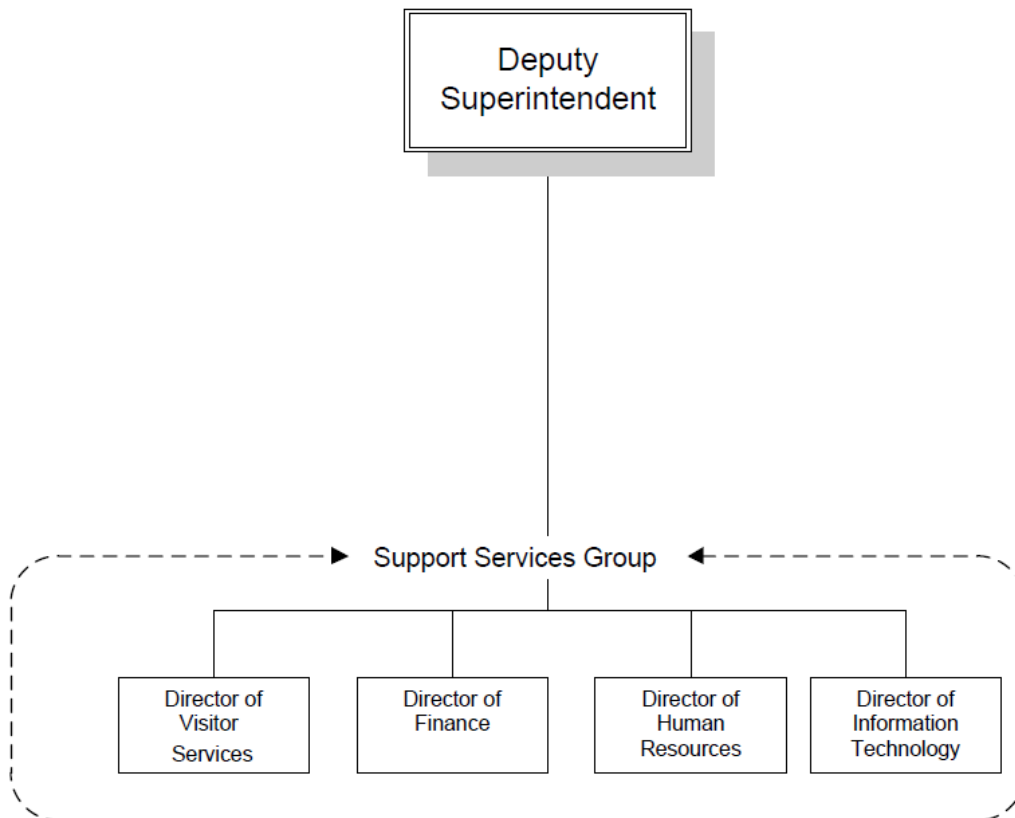 Deputy
Superintendent
Support Services Group
Director of
Visitor
Services
Director of
Finance
Director of
Human
Resources
Director of
Information
Technology